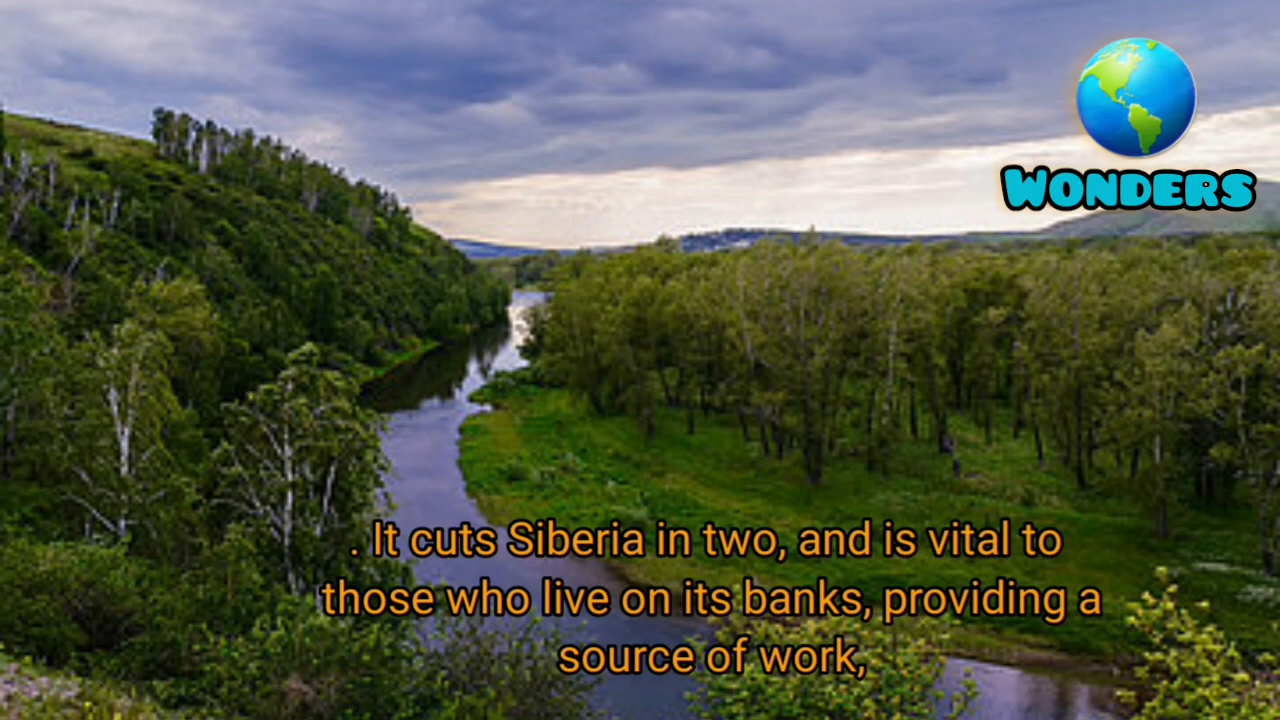 WONDERS
. It cuts Siberia in two, and is vital to
those who live on its banks, providing a
source of work,